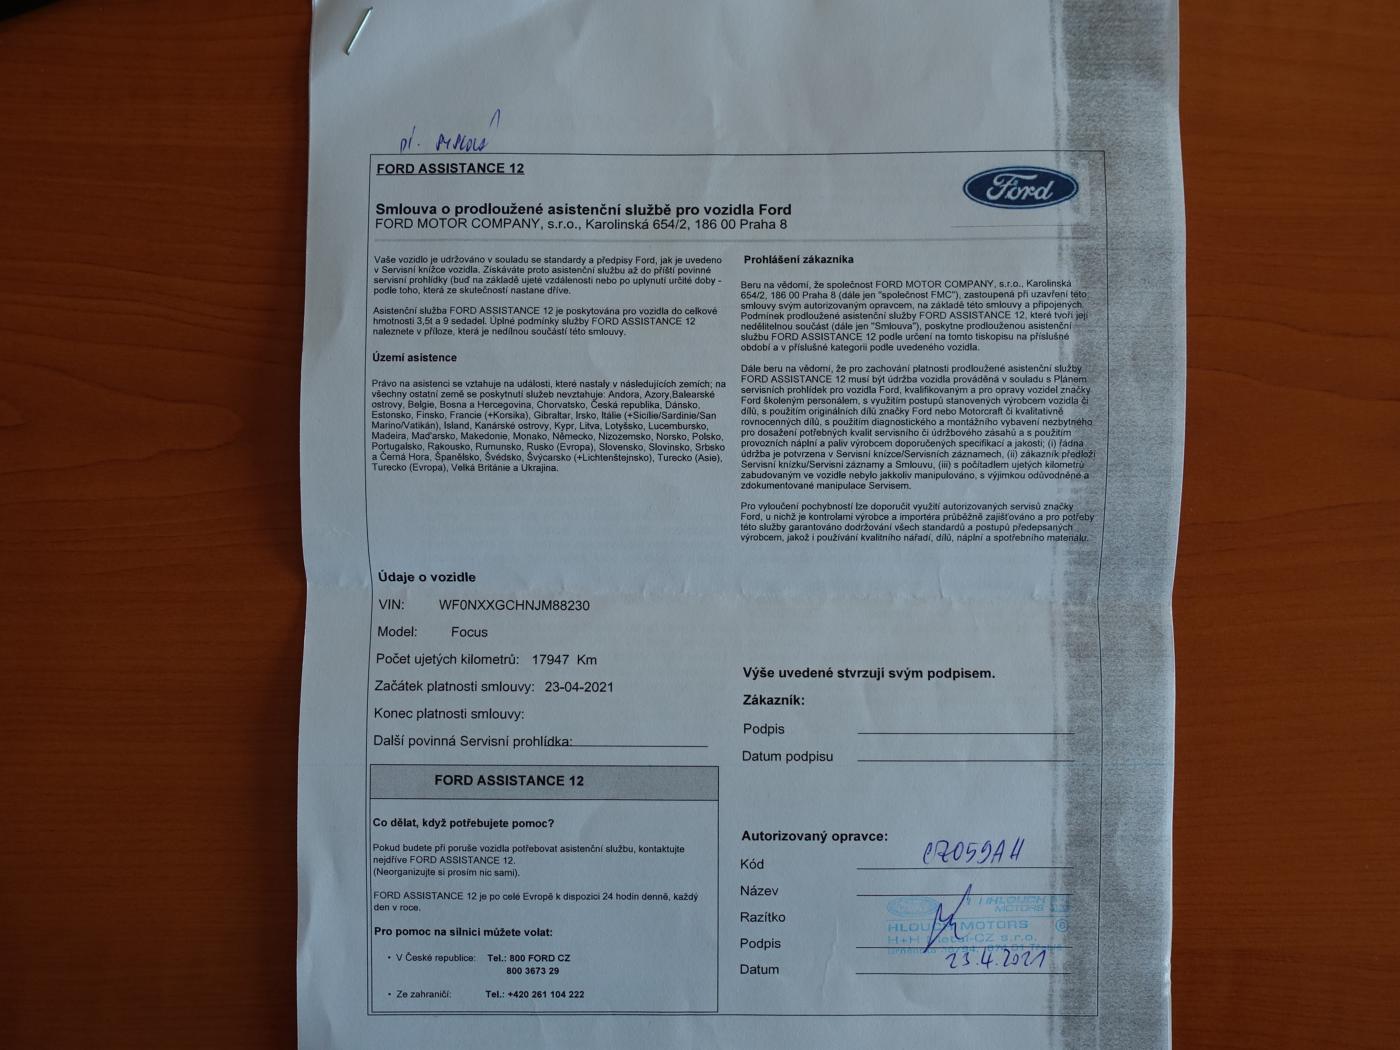 FORD ASSISTANCE 12
Ford
Smlouva o prodloužené asistenční službě pro vozidla Ford
FORD MOTOR COMPANY, s.r.o., Karolinská 654/2, 186 00 Praha 8
Vaše vozidlo je udržováno v souladu se standardy a předpisy Ford, jak je uvedeno
v Servisní knížce vozidla. Získáváte proto asistenční službu až do příští povinné
servisní prohlídky (buď na základě ujeté vzdálenosti nebo po uplynutí určité doby -
podle toho, která ze skutečností nastane dříve.
Asistenční služba FORD ASSISTANCE 12 je poskytována pro vozidla do celkové
hmotnosti 3,5t a 9 sedadel. Úplné podmínky služby FORD ASSISTANCE 12
naleznete v příloze, která je nedílnou součástí této smlouvy.
Území asistence
Právo na asistenci se vztahuje na události, které nastaly v následujících zemích; na
všechny ostatní země se poskytnutí služeb nevztahuje: Andora, Azory,Balearské
ostrovy, Belgie, Bosna a Hercegovina, Chorvatsko, Česká republika, Dánsko,
Estonsko, Finsko, Francie (+Korsika), Gibraltar, Irsko, Itálie (+Sicílie/Sardinie/San
Marino/Vatikán), Island, Kanárské ostrovy, Kypr, Litva, Lotyšsko, Lucembursko,
Madeira, Maď'arsko, Makedonie, Monako, Německo, Nizozemsko, Norsko, Polsko,
Portugalsko, Rakousko, Rumunsko, Rusko (Evropa), Slovensko, Slovinsko, Srbsko
a Černá Hora, Španělsko, Švédsko, Švýcarsko (+Lichtenštejnsko), Turecko (Asie),
Turecko (Evropa), Velká Británie a Ukrajina.
Prohlášení zákazníka
Beru na vědomí, že společnost FORD MOTOR COMPANY, s.r.o., Karolinská
654/2, 186 00 Praha 8 (dále jen "společnost FMC"), zastoupená při uzavření této
smlouvy svým autorizovaným opravcem, na základě této smlouvy a připojených
Podmínek prodloužené asistenční služby FORD ASSISTANCE 12, které tvoří její
nedělitelnou součást (dále jen "Smlouva"), poskytne prodlouženou asistenční
službu FORD ASSISTANCE 12 podle určení na tomto tiskopisu na příslušné
období a v příslušné kategorii podle uvedeného vozidla.
Dále beru na vědomí, že pro zachování platnosti prodloužené asistenční služby
FORD ASSISTANCE 12 musí být údržba vozidla prováděná v souladu s Plánem
servisních prohlídek pro vozidla Ford, kvalifikovaným a pro opravy vozidel značky
Ford školeným personálem, s využitím postupů stanovených výrobcem vozidla či
dílů, s použitím originálních dílů značky Ford nebo Motorcraft či kvalitativně
rovnocenných dílů, s použitím diagnostického a montážního vybavení nezbytného
pro dosažení potřebných kvalit servisního či údržbového zásahu a s použitím
provozních náplní a paliv výrobcem doporučených specifikací a jakosti; (i) řádná
údržba je potvrzena v Servisní knízce/Servisních záznamech, (ii) zákazník předloží
Servisní knízku/Servisní záznamy a Smlouvu, (iii) s počítadlem ujetých kilometrů
zabudovaným ve vozidle nebylo jakkoliv manipulováno, s výjimkou odůvodněné a
zdokumentované manipulace Servisem.
Pro vyloučení pochybností lze doporučit využití autorizovaných servisů značky
Ford, u nichž je kontrolami výrobce a importéra průběžně zajišťováno a pro potřeby
této služby garantováno dodržování všech standardů a postupů předepsaných
výrobcem, jakož i používání kvalitního nářadí, dílů, náplní a spotřebního materiálu.
Údaje o vozidle
VIN: WF0NXXGCHNJM88230
Model: Focus
Počet ujetých kilometrů: 17947 Km
Začátek platnosti smlouvy: 23-04-2021
Konec platnosti smlouvy:
Další povinná Servisní prohlídka:
FORD ASSISTANCE 12
Co dělat, když potřebujete pomoc?
Pokud budete při poruše vozidla potřebovat asistenční službu, kontaktujte
nejdříve FORD ASSISTANCE 12.
(Neorganizujte si prosím nic sami).
FORD ASSISTANCE 12 je po celé Evropě k dispozici 24 hodin denně, každý
den v roce.
Pro pomoc na silnici můžete volat:
• V České republice: Tel.: 800 FORD CZ
800 3673 29
• Ze zahraničí: Tel.: +420 261 104 222
Výše uvedené stvrzuji svým podpisem.
Zákazník:
Podpis
Datum podpisu
Autorizovaný opravce:
Kód CZ059AH
Název
HLOUCH
MOTORS
Razítko
HLOUCH MOTORS
H+H Metal-CZ s.r.o.
Podpis
Datum 23.4.2021